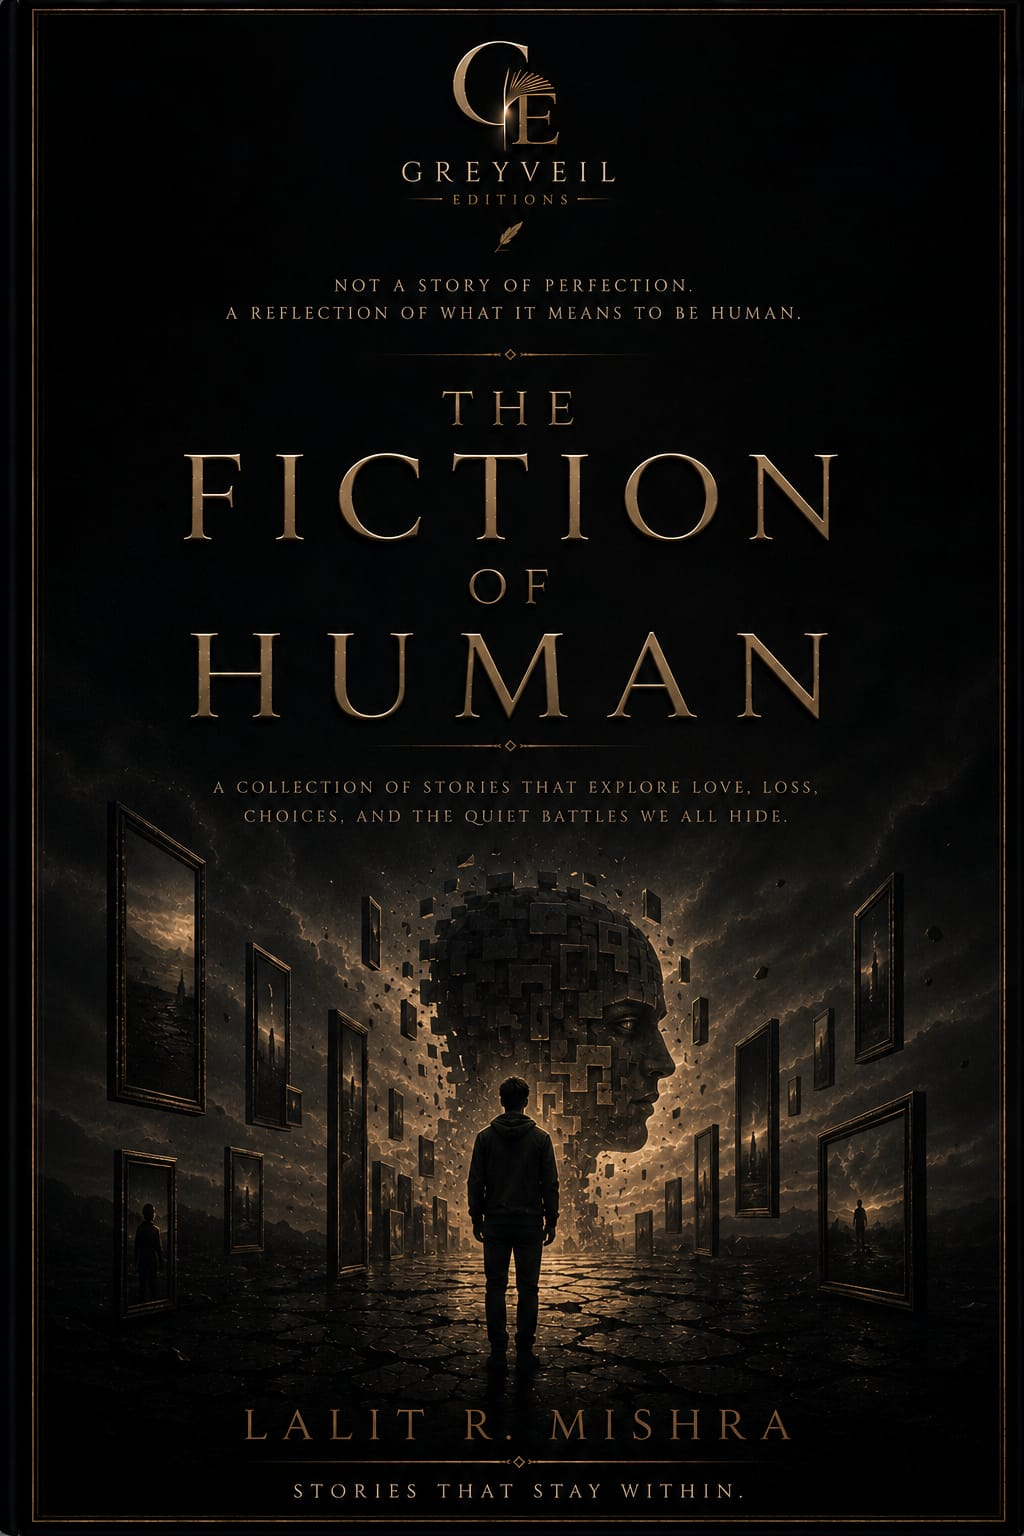 GE
GREYVEIL
EDITIONS
NOT A STORY OF PERFECTION.
A REFLECTION OF WHAT IT MEANS TO BE HUMAN.
THE
FICTION
OF
HUMAN
A COLLECTION OF STORIES THAT EXPLORE LOVE, LOSS,
CHOICES, AND THE QUIET BATTLES WE ALL HIDE.
LALIT R. MISHRA
STORIES THAT STAY WITHIN.